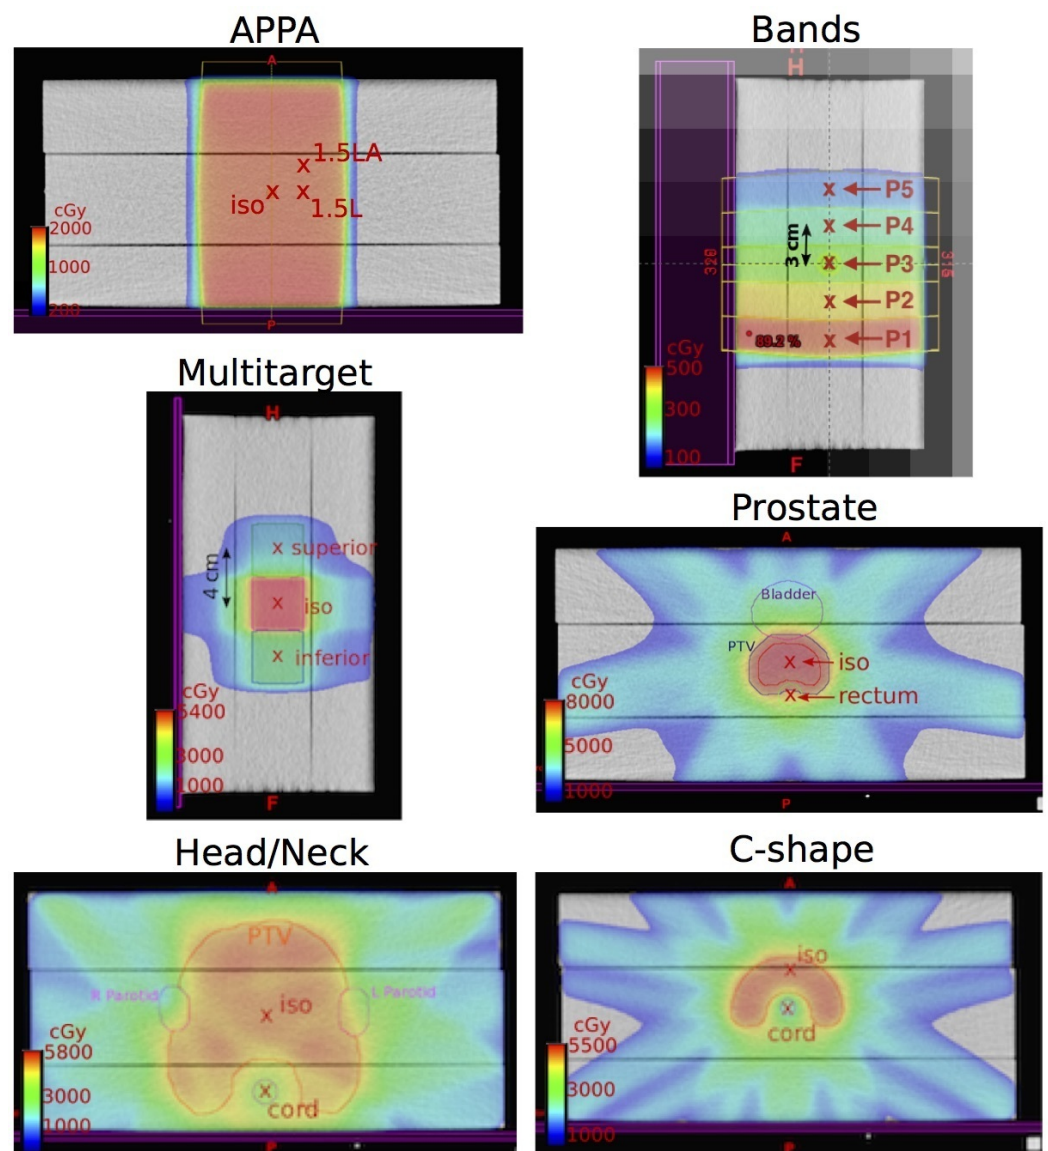 APPA
A
1.5LA
iso
1.5L
cGy
2000
1000
200
P
Bands
H
P5
P4
3 cm
P3
P2
P1
89.2 %
cGy
500
300
100
F
Multitarget
H
superior
4 cm
iso
inferior
cGy
5400
3000
1000
F
Prostate
A
Bladder
PTV
iso
rectum
cGy
8000
5000
1000
P
Head/Neck
A
PTV
R Parotid
L Parotid
iso
cGy
5800
3000
1000
cord
P
C-shape
A
iso
cord
cGy
5500
3000
1000
P